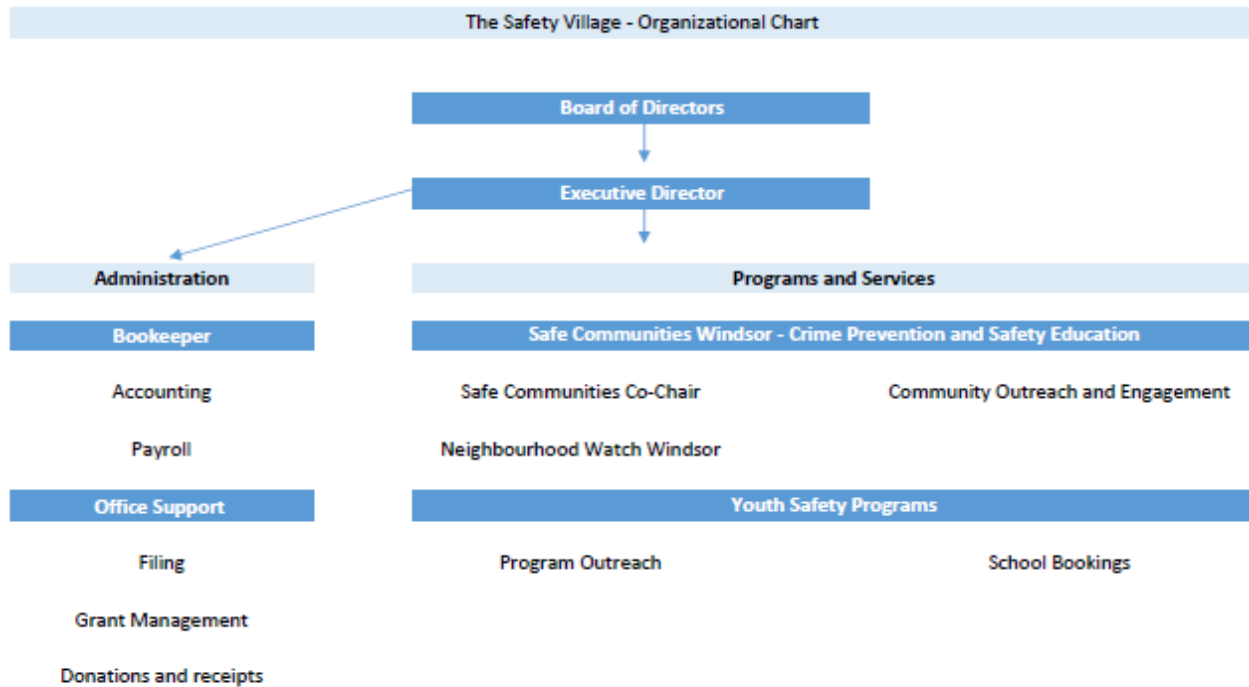 The Safety Village - Organizational Chart
Board of Directors
Executive Director
Administration
Programs and Services
Bookeeper
Safe Communities Windsor - Crime Prevention and Safety Education
Accounting
Safe Communities Co-Chair
Community Outreach and Engagement
Payroll
Neighbourhood Watch Windsor
Office Support
Youth Safety Programs
Filing
Program Outreach
School Bookings
Grant Management
Donations and receipts